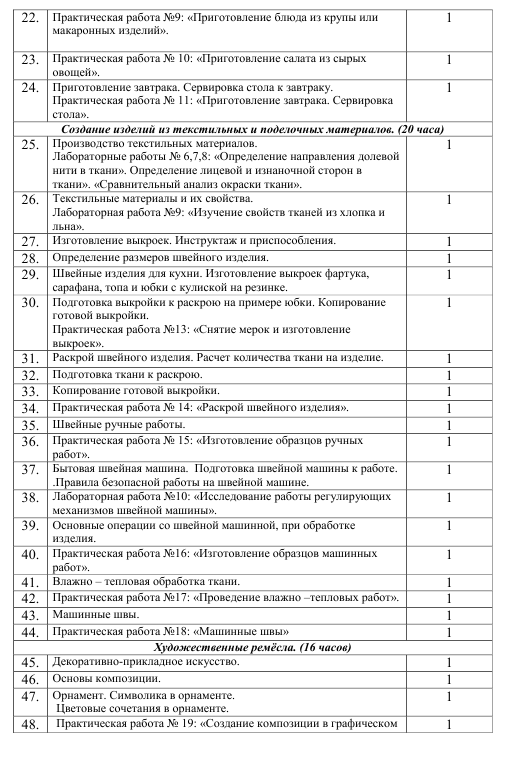 22. Практическая работа №9: «Приготовление блюда из крупы или 1
макаронных изделий».
23. Практическая работа № 10: «Приготовление салата из сырых 1
овощей».
24. Приготовление завтрака. Сервировка стола к завтраку. 1
Практическая работа № 11: «Приготовление завтрака. Сервировка
стола».
Создание изделий из текстильных и поделочных материалов. (20 часа)
25. Производство текстильных материалов. 1
Лабораторные работы № 6,7,8: «Определение направления долевой
нити в ткани». Определение лицевой и изнаночной сторон в
ткани». «Сравнительный анализ окраски ткани».
26. Текстильные материалы и их свойства. 1
Лабораторная работа №9: «Изучение свойств тканей из хлопка и
льна».
27. Изготовление выкроек. Инструктаж и приспособления. 1
28. Определение размеров швейного изделия. 1
29. Швейные изделия для кухни. Изготовление выкроек фартука, 1
сарафана, топа и юбки с кулиской на резинке.
30. Подготовка выкройки к раскрою на примере юбки. Копирование 1
готовой выкройки.
Практическая работа №13: «Снятие мерок и изготовление
выкроек».
31. Раскрой швейного изделия. Расчет количества ткани на изделие. 1
32. Подготовка ткани к раскрою. 1
33. Копирование готовой выкройки. 1
34. Практическая работа № 14: «Раскрой швейного изделия». 1
35. Швейные ручные работы. 1
36. Практическая работа № 15: «Изготовление образцов ручных 1
работ».
37. Бытовая швейная машина. Подготовка швейной машины к работе. 1
.Правила безопасной работы на швейной машине.
38. Лабораторная работа №10: «Исследование работы регулирующих 1
механизмов швейной машины».
39. Основные операции со швейной машинной, при обработке 1
изделия.
40. Практическая работа №16: «Изготовление образцов машинных 1
работ».
41. Влажно – тепловая обработка ткани. 1
42. Практическая работа №17: «Проведение влажно –тепловых работ». 1
43. Машинные швы. 1
44. Практическая работа №18: «Машинные швы» 1
Художественные ремёсла. (16 часов)
45. Декоративно-прикладное искусство. 1
46. Основы композиции. 1
47. Орнамент. Символика в орнаменте. 1
Цветовые сочетания в орнаменте.
48. Практическая работа № 19: «Создание композиции в графическом 1